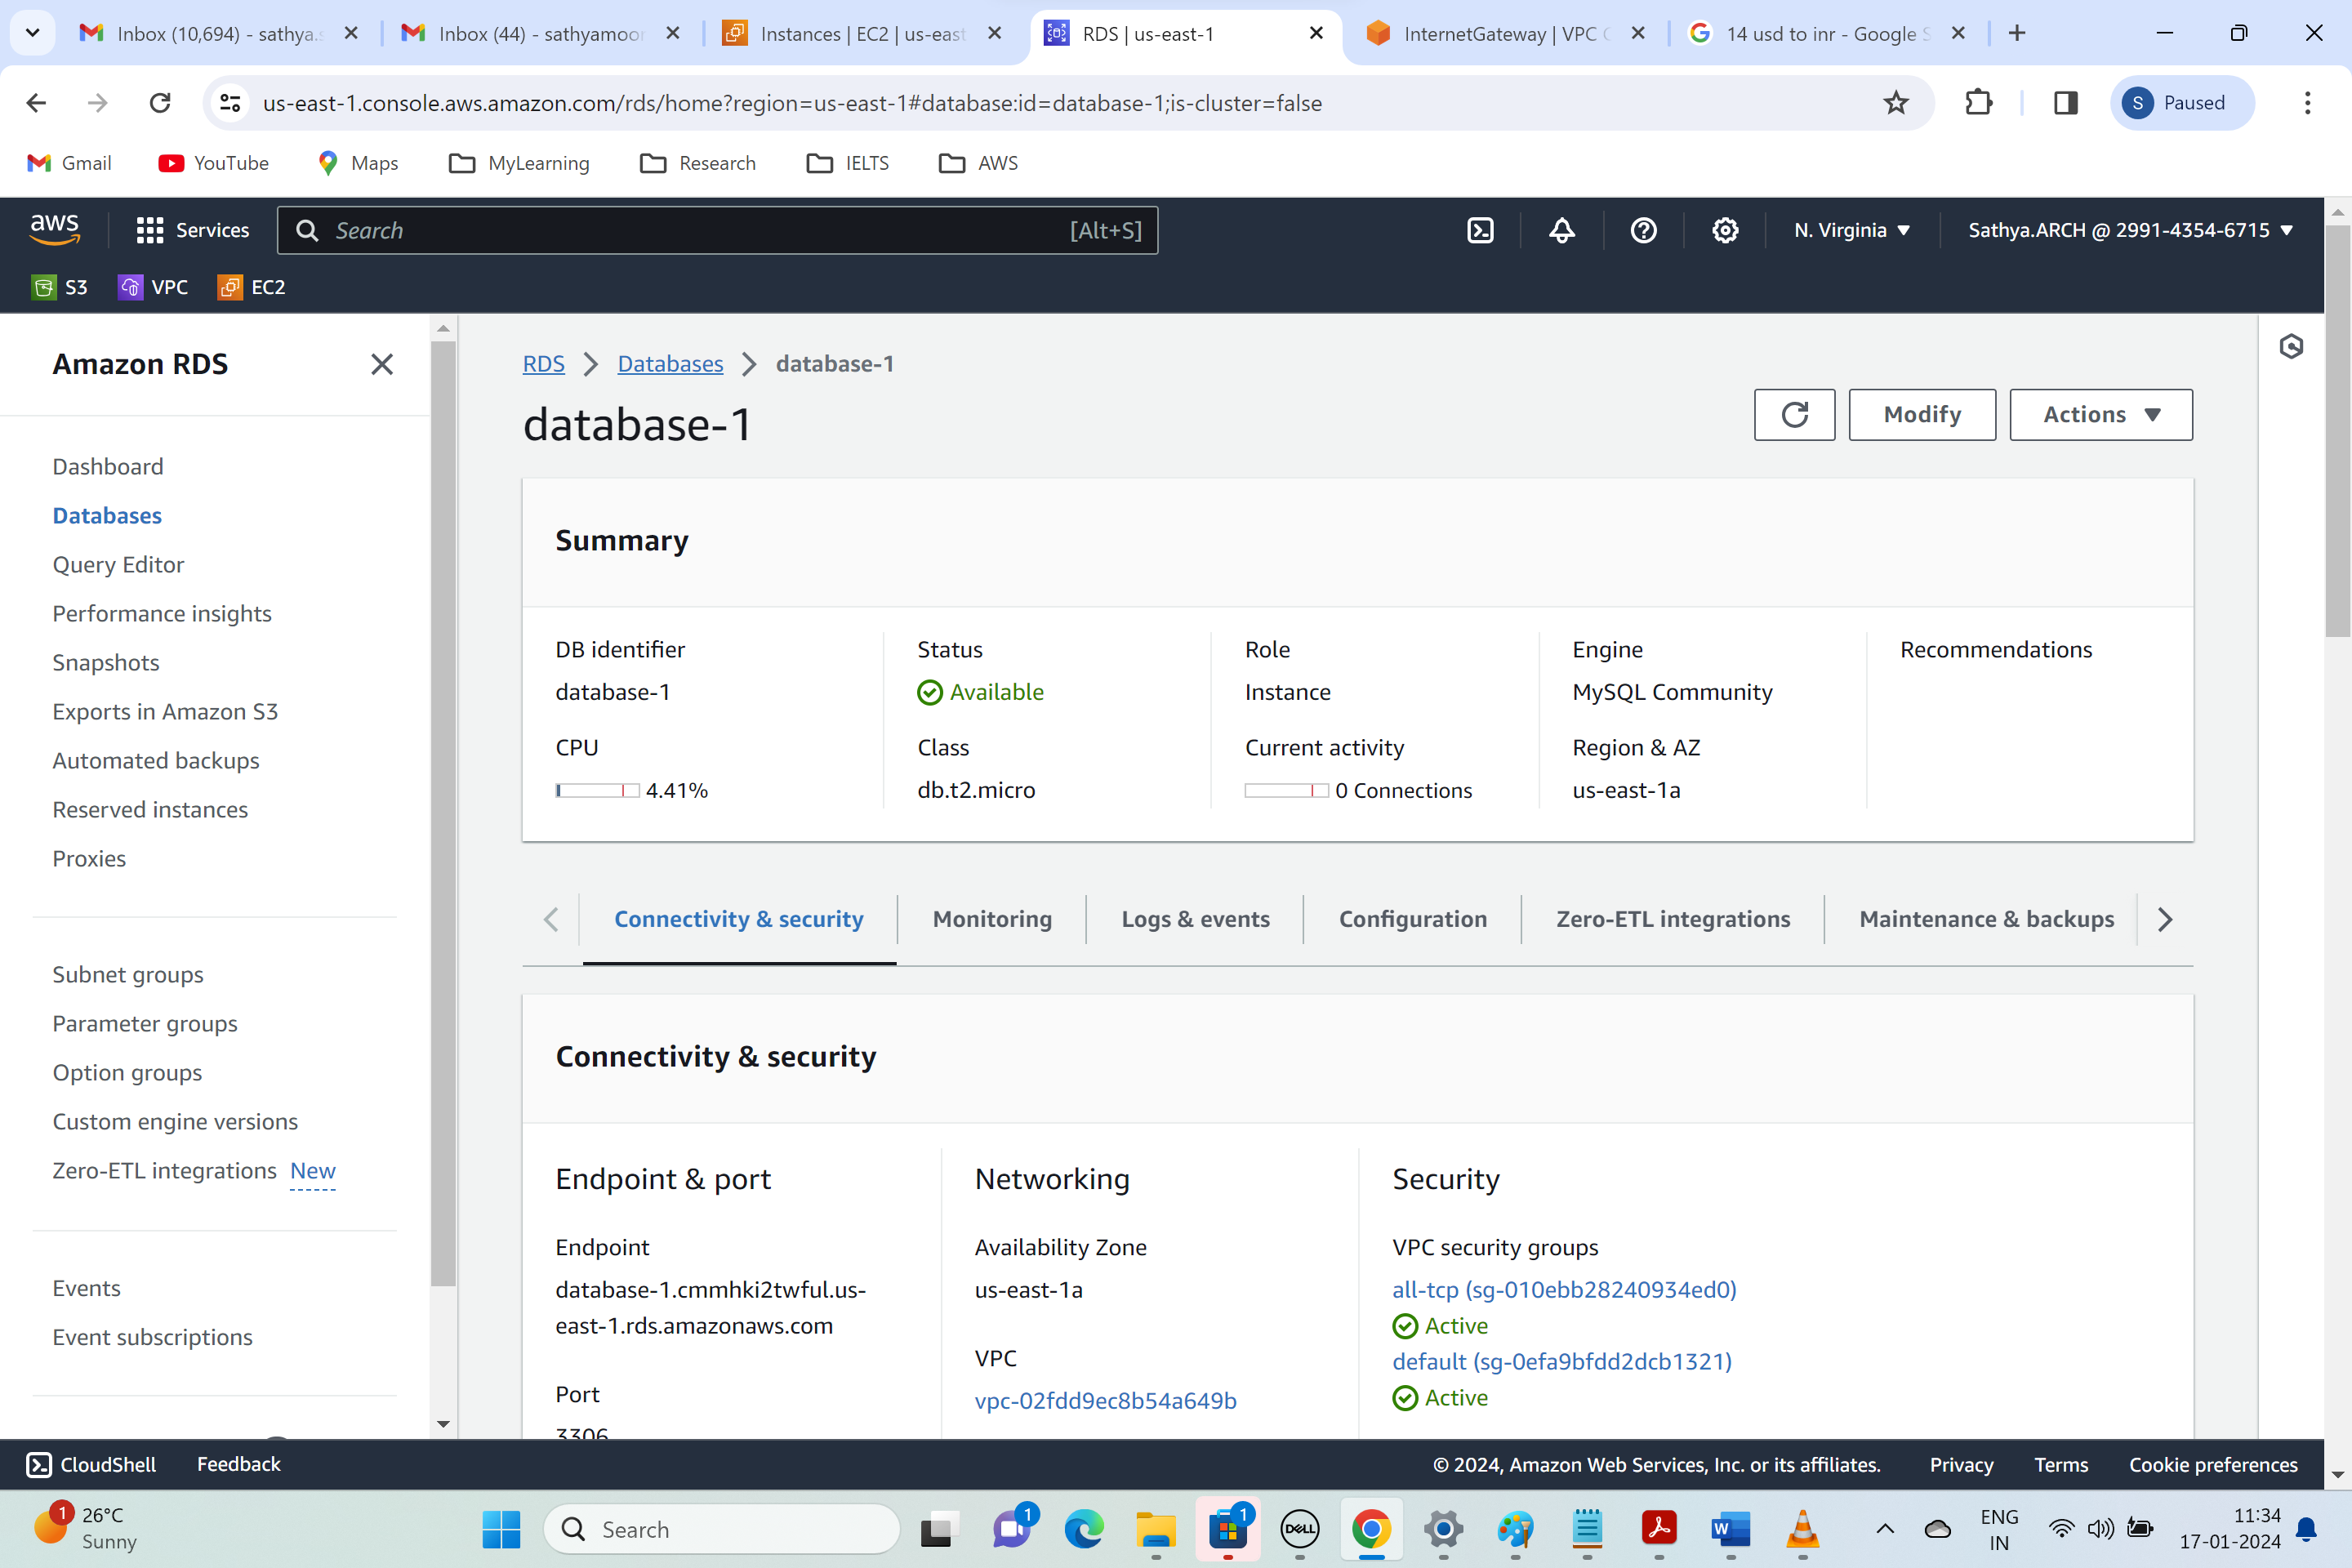 Inbox (10,694) - sathya.s
Inbox (44) - sathyamoor
Instances | EC2 | us-east
RDS | us-east-1
InternetGateway | VPC C
14 usd to inr - Google S
us-east-1.console.aws.amazon.com/rds/home?region=us-east-1#database:id=database-1;is-cluster=false
S Paused
Gmail
YouTube
Maps
MyLearning
Research
IELTS
AWS
aws
Services
Search
[Alt+S]
N. Virginia
Sathya.ARCH @ 2991-4354-6715
S3
VPC
EC2
Amazon RDS
Dashboard
Databases
Query Editor
Performance insights
Snapshots
Exports in Amazon S3
Automated backups
Reserved instances
Proxies
Subnet groups
Parameter groups
Option groups
Custom engine versions
Zero-ETL integrations New
Events
Event subscriptions
RDS
Databases
database-1
database-1
Modify
Actions
Summary
DB identifier
database-1
CPU
4.41%
Status
Available
Class
db.t2.micro
Role
Instance
Current activity
0 Connections
Engine
MySQL Community
Region & AZ
us-east-1a
Recommendations
Connectivity & security
Monitoring
Logs & events
Configuration
Zero-ETL integrations
Maintenance & backups
Connectivity & security
Endpoint & port
Endpoint
database-1.cmmhki2twful.us-
east-1.rds.amazonaws.com
Port
3306
Networking
Availability Zone
us-east-1a
VPC
vpc-02fdd9ec8b54a649b
Security
VPC security groups
all-tcp (sg-010ebb28240934ed0)
Active
default (sg-0efa9bfdd2dcb1321)
Active
CloudShell
Feedback
© 2024, Amazon Web Services, Inc. or its affiliates.
Privacy
Terms
Cookie preferences
1
26°C
Sunny
Search
1
1
DELL
W
ENG
IN
11:34
17-01-2024